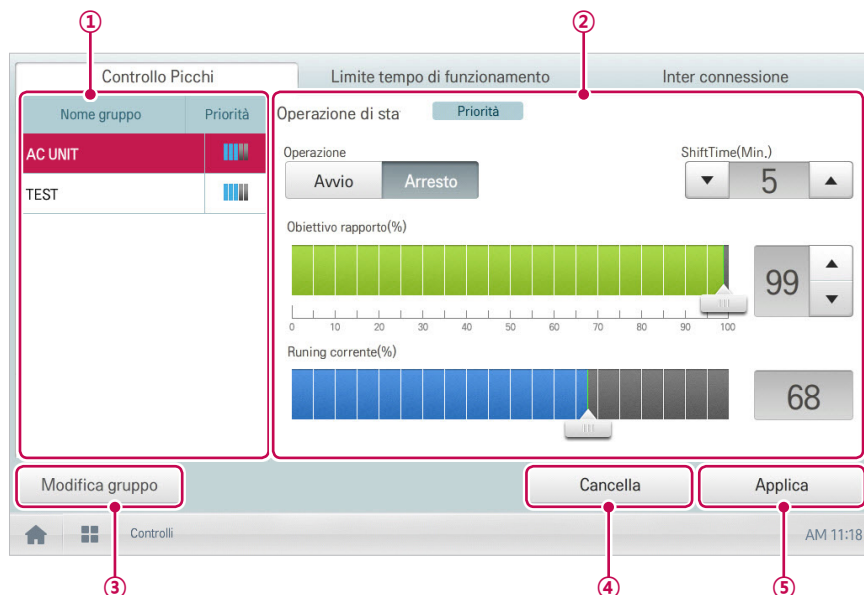 ① ②
Controllo Picchi Limite tempo di funzionamento Inter connessione
Nome gruppo Priorità Operazione di sta Priorità
AC UNIT
TEST
Operazione ShiftTime(Min.)
Avvio Arresto 5
Obiettivo rapporto(%)
99
0 10 20 30 40 50 60 70 80 90 100
Runing corrente(%)
68
Modifica gruppo Cancella Applica
Controlli AM 11:18
③ ④ ⑤